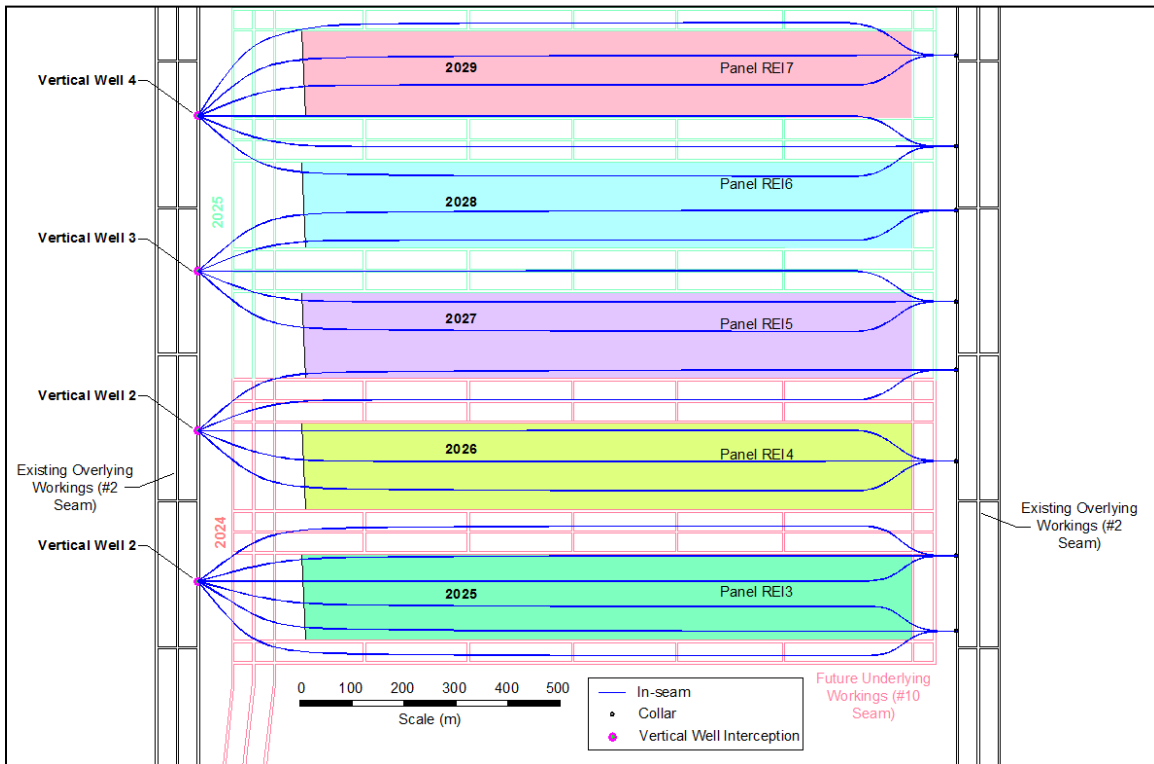 2029
Panel REI7
Vertical Well 4
Panel REI6
2025
2028
Vertical Well 3
2027
Panel REI5
Vertical Well 2
2026
Panel REI4
Existing Overlying
Workings (#2
Seam)
Existing Overlying
Workings (#2
Seam)
2024
Vertical Well 2
2025
Panel REI3
Future Underlying
Workings (#10
Seam)
0 100 200 300 400 500
Scale (m)
In-seam
Collar
Vertical Well Interception